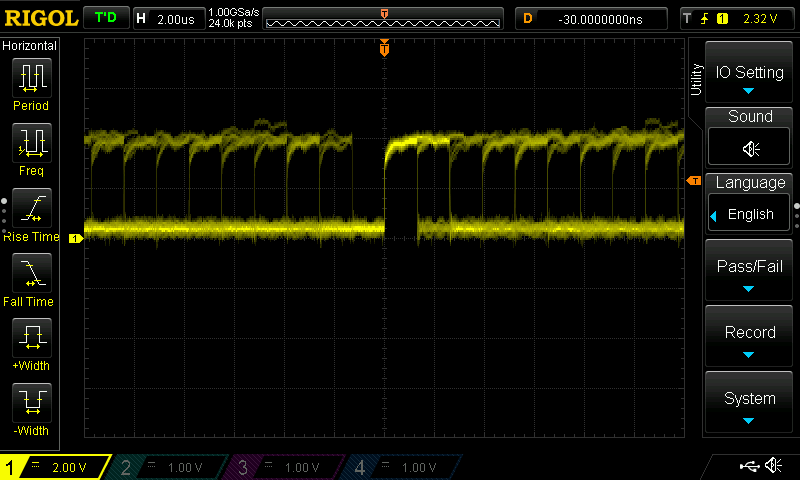 RIGOL T'D H 2.00us 1.00GSa/s D -30.0000000ns T 1 2.32 V
24.0k pts
T
Horizontal
T
Period
Freq
Rise Time
Fall Time
+Width
-Width
1
T
Utility
IO Setting
Sound
Language
English
Pass/Fail
Record
System
1 2.00 V 2 1.00 V 3 1.00 V 4 1.00 V